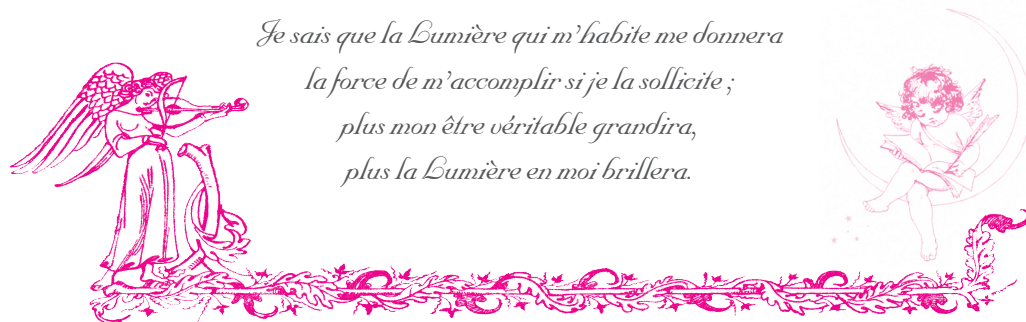 Je sais que la Lumière qui m'habite me donnera
la force de m'accomplir si je la sollicite ;
plus mon être véritable grandira,
plus la Lumière en moi brillera.